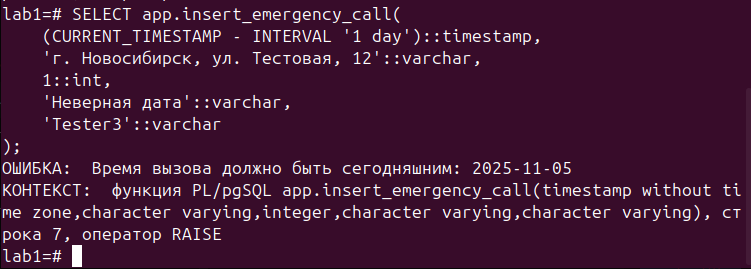 lab1=# SELECT app.insert_emergency_call(
    (CURRENT_TIMESTAMP - INTERVAL '1 day')::timestamp,
    'г. Новосибирск, ул. Тестовая, 12'::varchar,
    1::int,
    'Неверная дата'::varchar,
    'Tester3'::varchar
);
ОШИБКА:  Время вызова должно быть сегодняшним: 2025-11-05
КОНТЕКСТ:  функция PL/pgSQL app.insert_emergency_call(timestamp without ti
me zone,character varying,integer,character varying,character varying), ст
рока 7, оператор RAISE
lab1=#